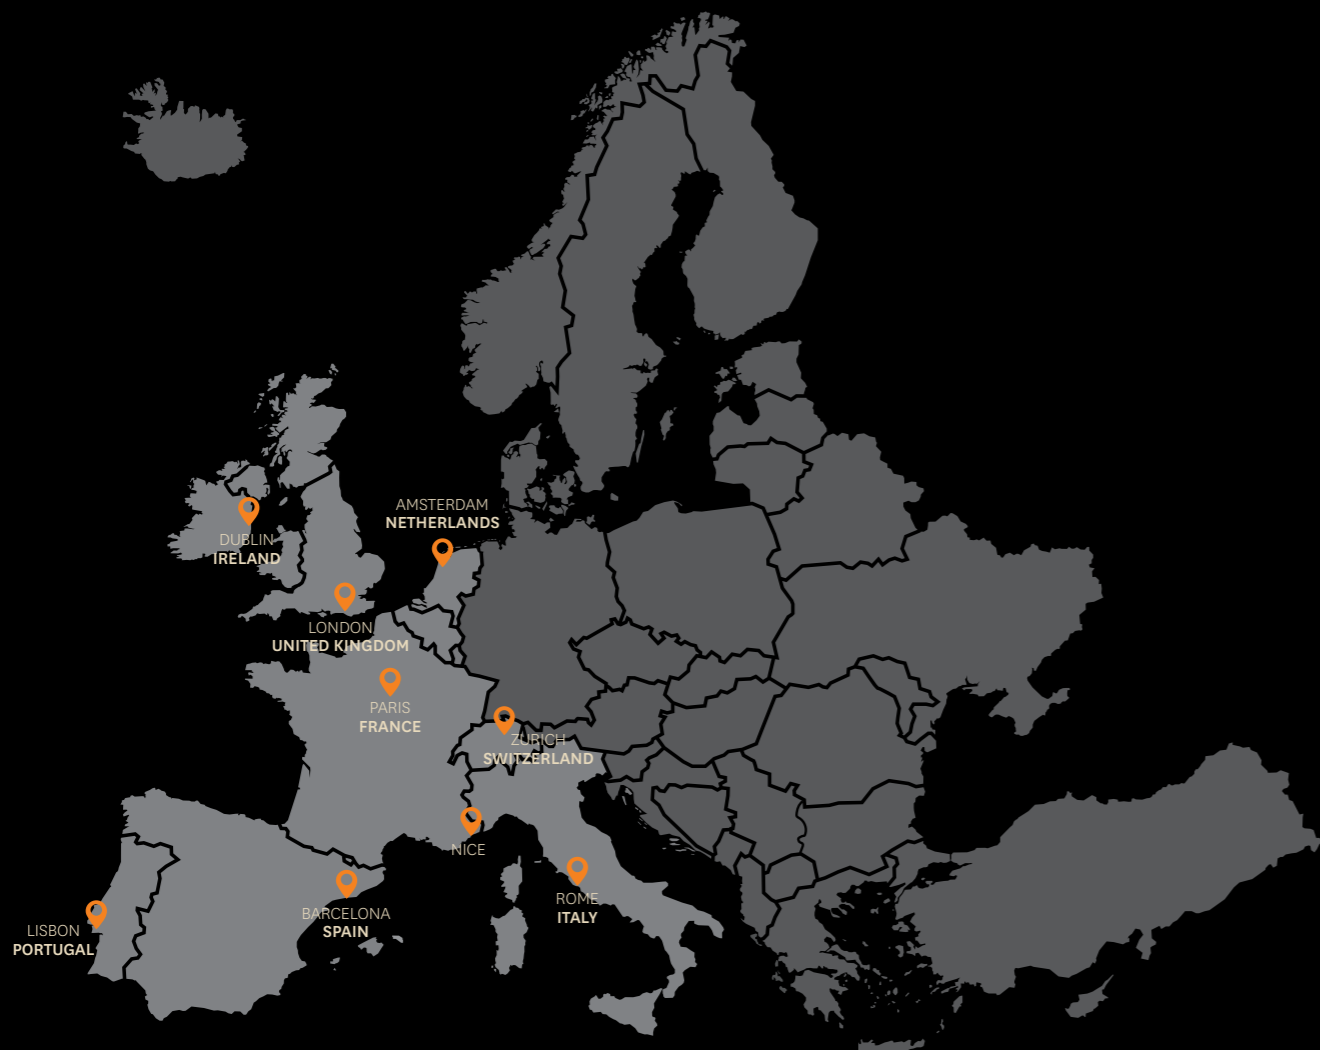 AMSTERDAM
NETHERLANDS
DUBLIN
IRELAND
LONDON
UNITED KINGDOM
PARIS
FRANCE
ZURICH
SWITZERLAND
NICE
ROME
ITALY
BARCELONA
SPAIN
LISBON
PORTUGAL